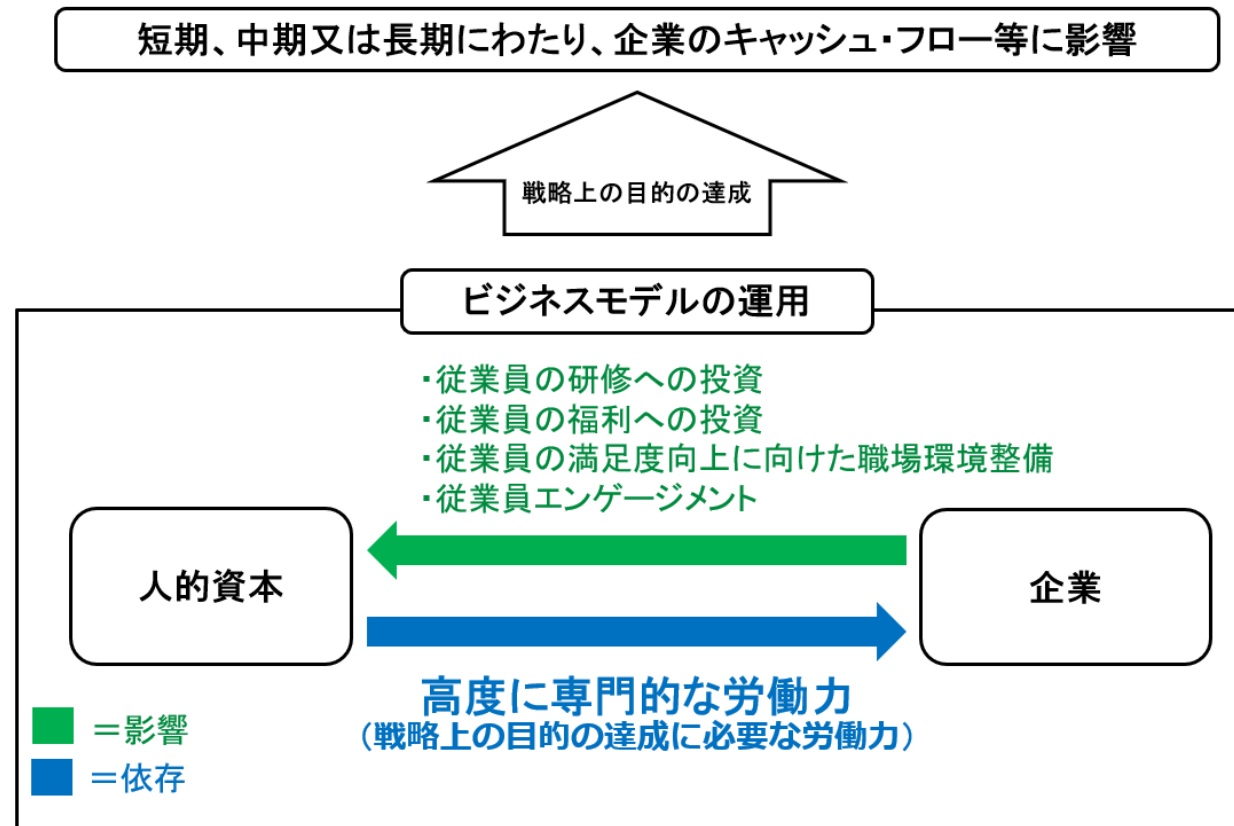 短期、中期又は長期にわたり、企業のキャッシュ・フロー等に影響
戦略上の目的の達成
ビジネスモデルの運用
・従業員の研修への投資
・従業員の福利への投資
・従業員の満足度向上に向けた職場環境整備
・従業員エンゲージメント
人的資本
企業
高度に専門的な労働力
（戦略上の目的の達成に必要な労働力）
＝影響
＝依存